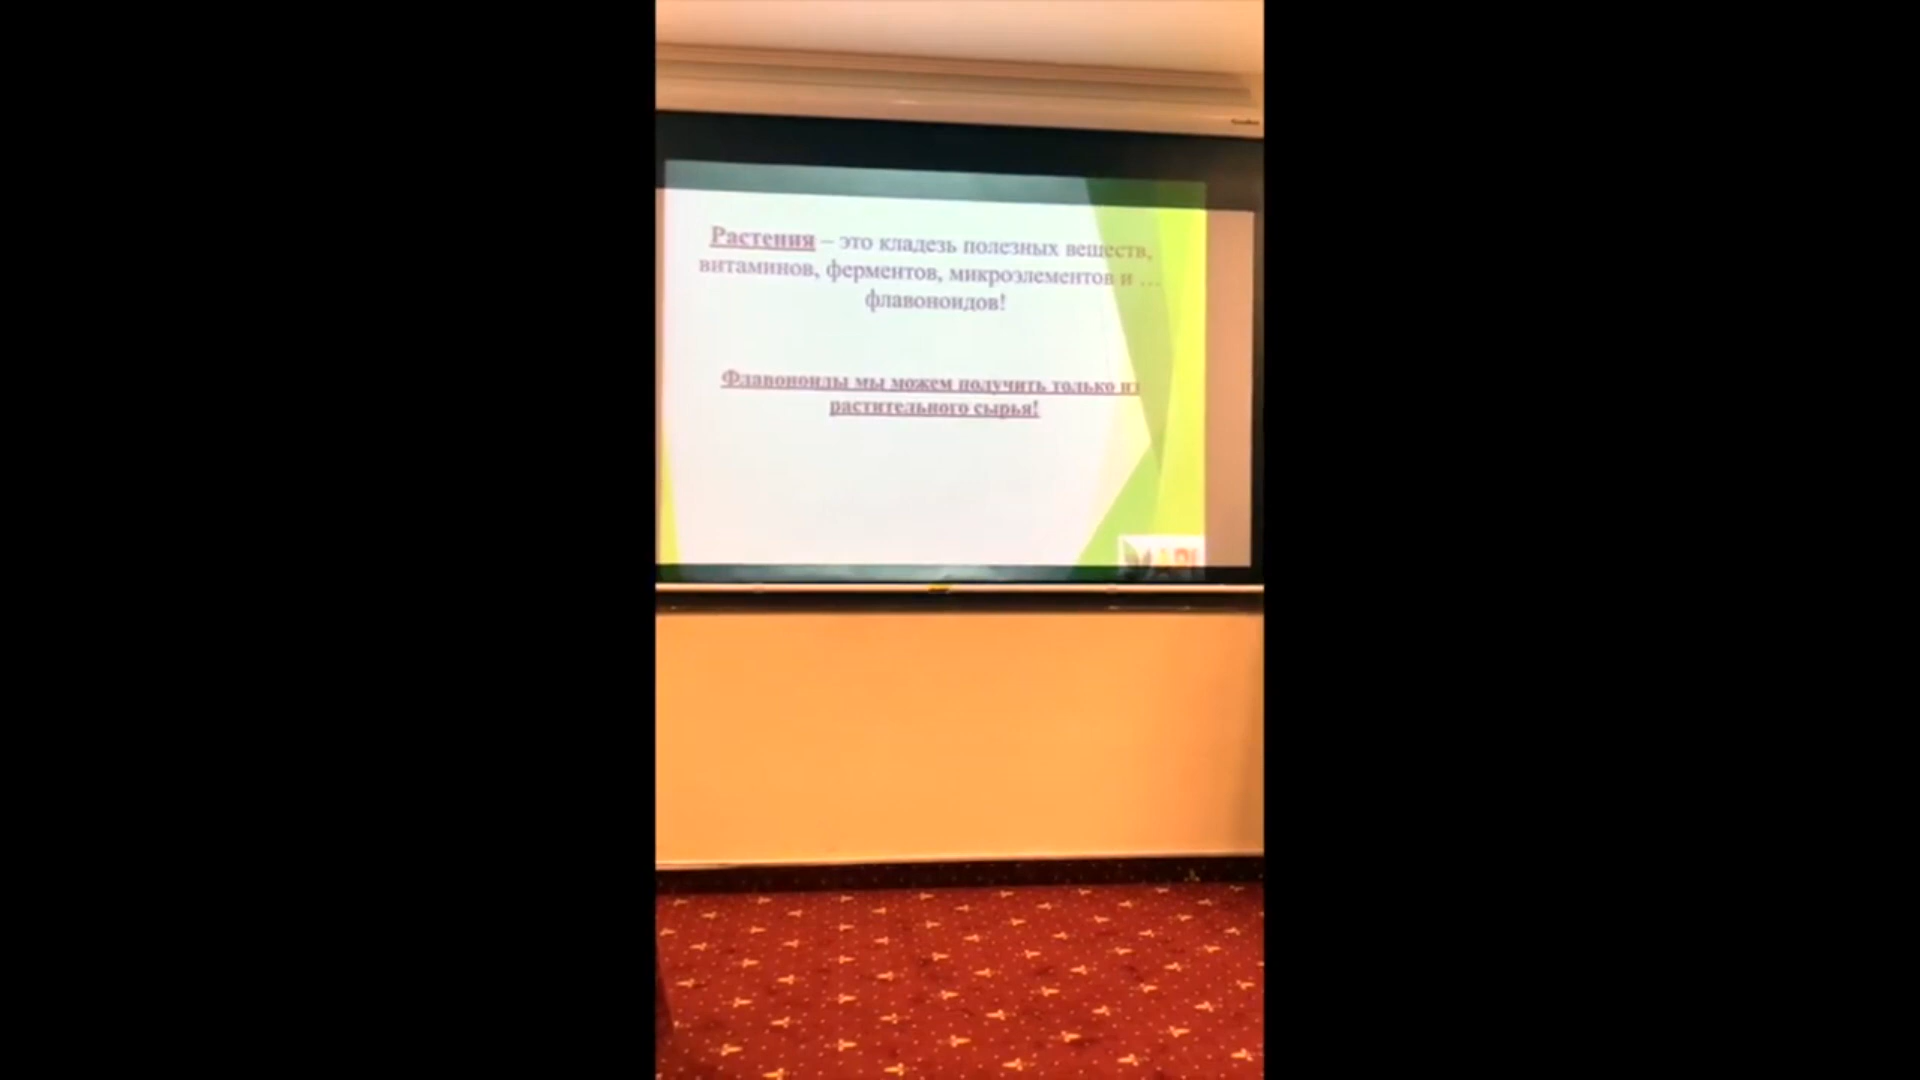 Растения – это кладезь полезных веществ,
витаминов, ферментов, микроэлементов и …
флавоноидов!
Флавоноиды мы можем получить только из
растительного сырья!